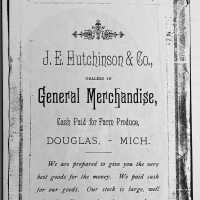 J. E. Hutchinson & Co.,
DEALERS IN
General Merchandise,
Cash Paid for Farm Produce,
DOUGLAS, - MICH.
We are prepared to give you the very
best goods for the money. We paid cash
for our goods. Our stock is large, well